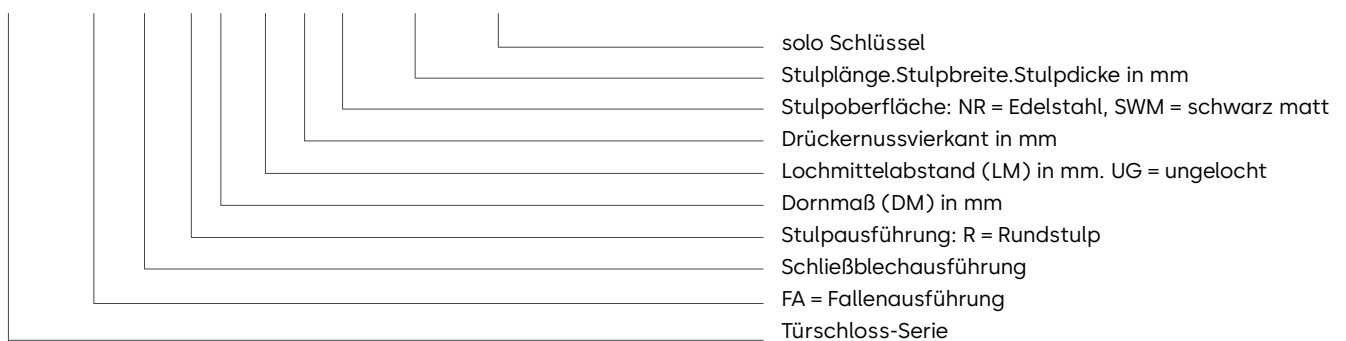 solo Schlüssel
Stulplänge.Stulpbreite.Stulpdicke in mm
Stulpoberfläche: NR = Edelstahl, SWM = schwarz matt
Drückernussvierkant in mm
Lochmittelabstand (LM) in mm. UG = ungelocht
Dornmaß (DM) in mm
Stulpausführung: R = Rundstulp
Schließblechausführung
FA = Fallenausführung
Türschloss-Serie